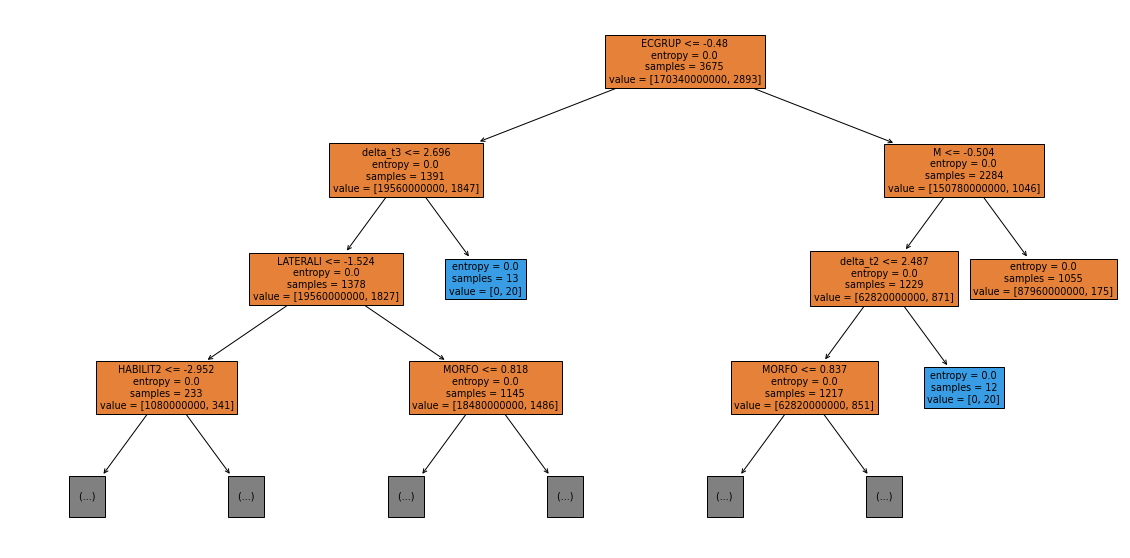 ECGRUP <= -0.48
entropy = 0.0
samples = 3675
value = [170340000000, 2893]
delta_t3 <= 2.696
entropy = 0.0
samples = 1391
value = [19560000000, 1847]
M <= -0.504
entropy = 0.0
samples = 2284
value = [150780000000, 1046]
LATERALI <= -1.524
entropy = 0.0
samples = 1378
value = [19560000000, 1827]
entropy = 0.0
samples = 13
value = [0, 20]
delta_t2 <= 2.487
entropy = 0.0
samples = 1229
value = [62820000000, 871]
entropy = 0.0
samples = 1055
value = [87960000000, 175]
HABILIT2 <= -2.952
entropy = 0.0
samples = 233
value = [1080000000, 341]
MORFO <= 0.818
entropy = 0.0
samples = 1145
value = [18480000000, 1486]
MORFO <= 0.837
entropy = 0.0
samples = 1217
value = [62820000000, 851]
entropy = 0.0
samples = 12
value = [0, 20]
(...)
(...)
(...)
(...)
(...)
(...)